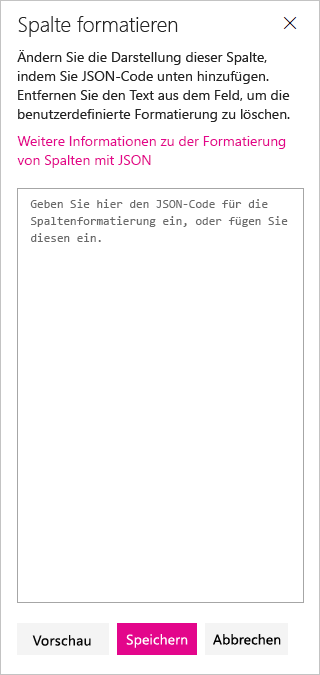 Spalte formatieren
Ändern Sie die Darstellung dieser Spalte,
indem Sie JSON-Code unten hinzufügen.
Entfernen Sie den Text aus dem Feld, um die
benutzerdefinierte Formatierung zu löschen.
Weitere Informationen zu der Formatierung
von Spalten mit JSON
Geben Sie hier den JSON-Code für die
Spaltenformatierung ein, oder fügen Sie
diesen ein.
Vorschau Speichern Abbrechen